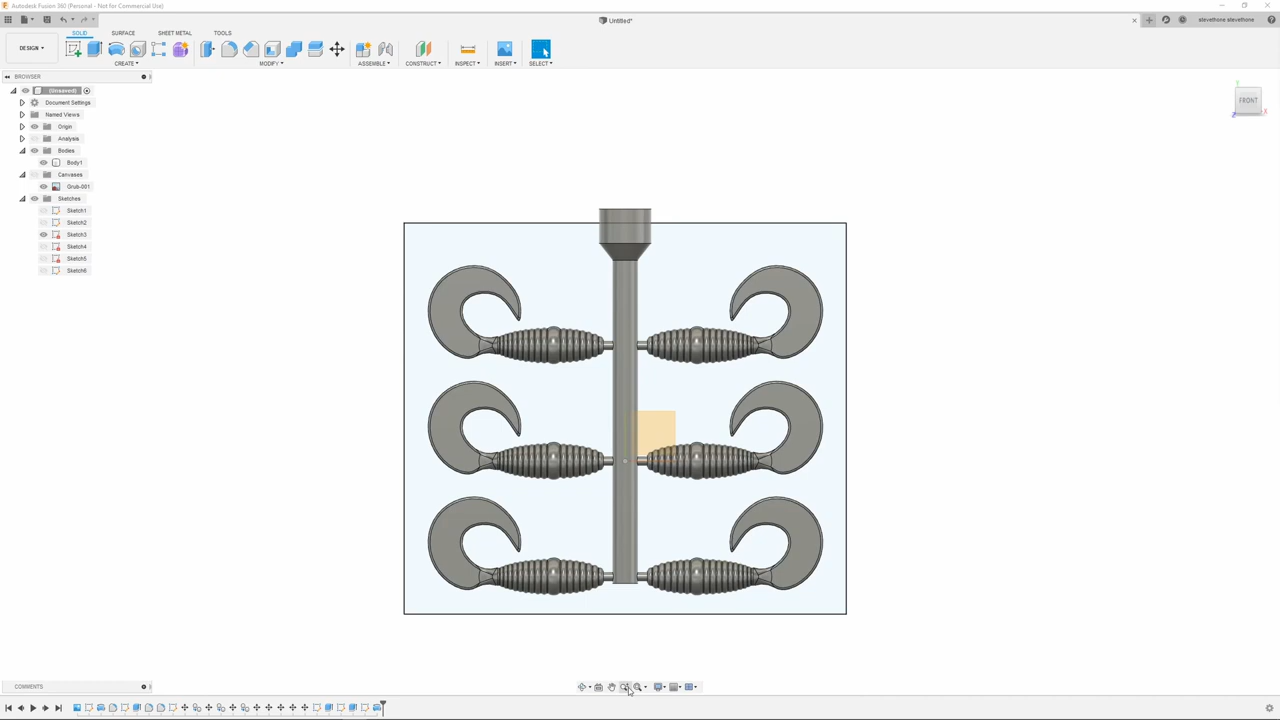 Autodesk Fusion 360 (Personal - Not for Commercial Use)
Untitled*
stevethone stevethone
SOLID SURFACE SHEET METAL TOOLS
DESIGN
CREATE MODIFY ASSEMBLE CONSTRUCT INSPECT INSERT SELECT
BROWSER
(Unsaved)
Document Settings
Named Views
Origin
Analysis
Bodies
Body1
Canvases
Grub-001
Sketches
Sketch1
Sketch2
Sketch3
Sketch4
Sketch5
Sketch6
Y
FRONT
X
Z
COMMENTS